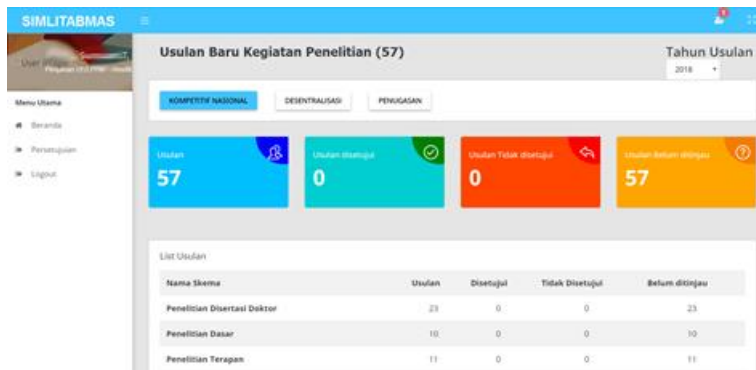 SIMLITABMAS
1
User
Usulan Baru Kegiatan Penelitian (57)
Tahun Usulan
2018
Menu Utama
Beranda
Persetujuan
Logout
KOMPETITIF NASIONAL
DESENTRALISASI
PENUGASAN
Usulan
57
Usulan disetujui
0
Usulan Tidak disetujui
0
Usulan Belum ditinjau
57
List Usulan
Nama Skema Usulan Disetujui Tidak Disetujui Belum ditinjau
Penelitian Disertasi Doktor 23 0 0 23
Penelitian Dasar 10 0 0 10
Penelitian Terapan 11 0 0 11